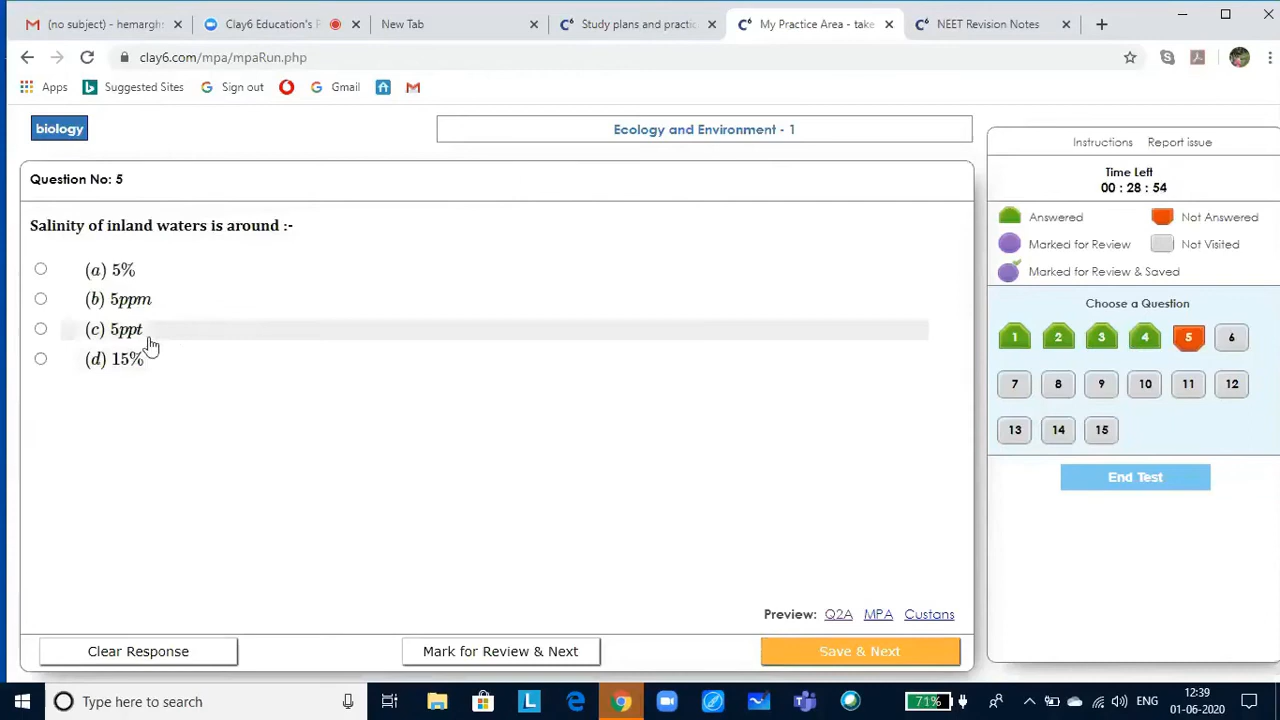 (no subject) - hemarghs
Clay6 Education's P
New Tab
Study plans and practic
My Practice Area - take
NEET Revision Notes
clay6.com/mpa/mpaRun.php
Apps
Suggested Sites
Sign out
Gmail
biology
Ecology and Environment - 1
Instructions
Report issue
Question No: 5
Time Left
00 : 28 : 54
Answered
Not Answered
Marked for Review
Not Visited
Marked for Review & Saved
Salinity of inland waters is around :-
(a) 5%
(b) 5ppm
(c) 5ppt
(d) 15%
Choose a Question
1 2 3 4 5 6
7 8 9 10 11 12
13 14 15
End Test
Preview: Q2A MPA Custans
Clear Response
Mark for Review & Next
Save & Next
Type here to search
71%
ENG
12:39
01-06-2020